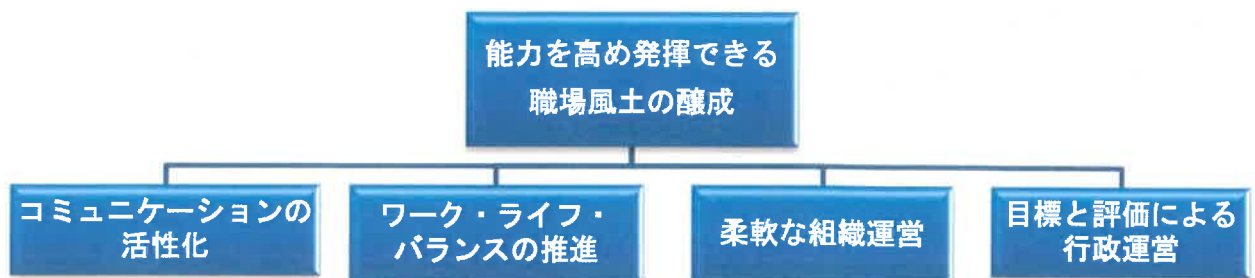 能力を高め発揮できる
職場風土の醸成
コミュニケーションの
活性化
ワーク・ライフ・
バランスの推進
柔軟な組織運営
目標と評価による
行政運営